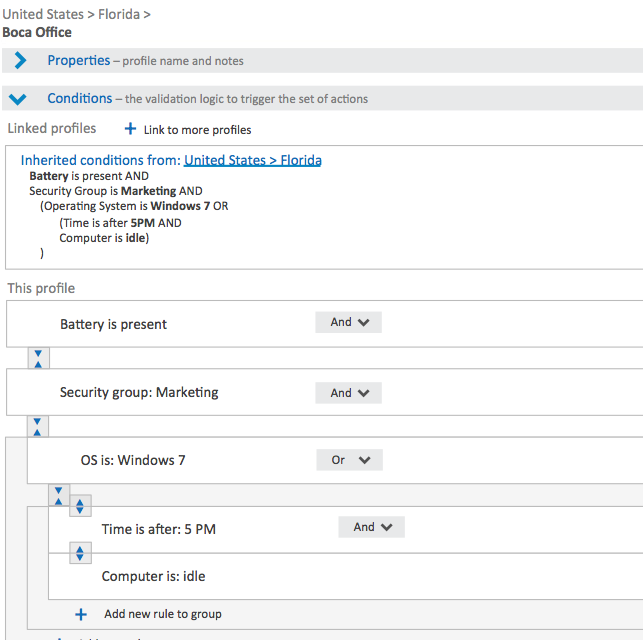 United States > Florida >
Boca Office
Properties – profile name and notes
Conditions – the validation logic to trigger the set of actions
Linked profiles + Link to more profiles
Inherited conditions from: United States > Florida
Battery is present AND
Security Group is Marketing AND
(Operating System is Windows 7 OR
(Time is after 5PM AND
Computer is idle)
)
This profile
Battery is present And
Security group: Marketing And
OS is: Windows 7 Or
Time is after: 5 PM And
Computer is: idle
+ Add new rule to group